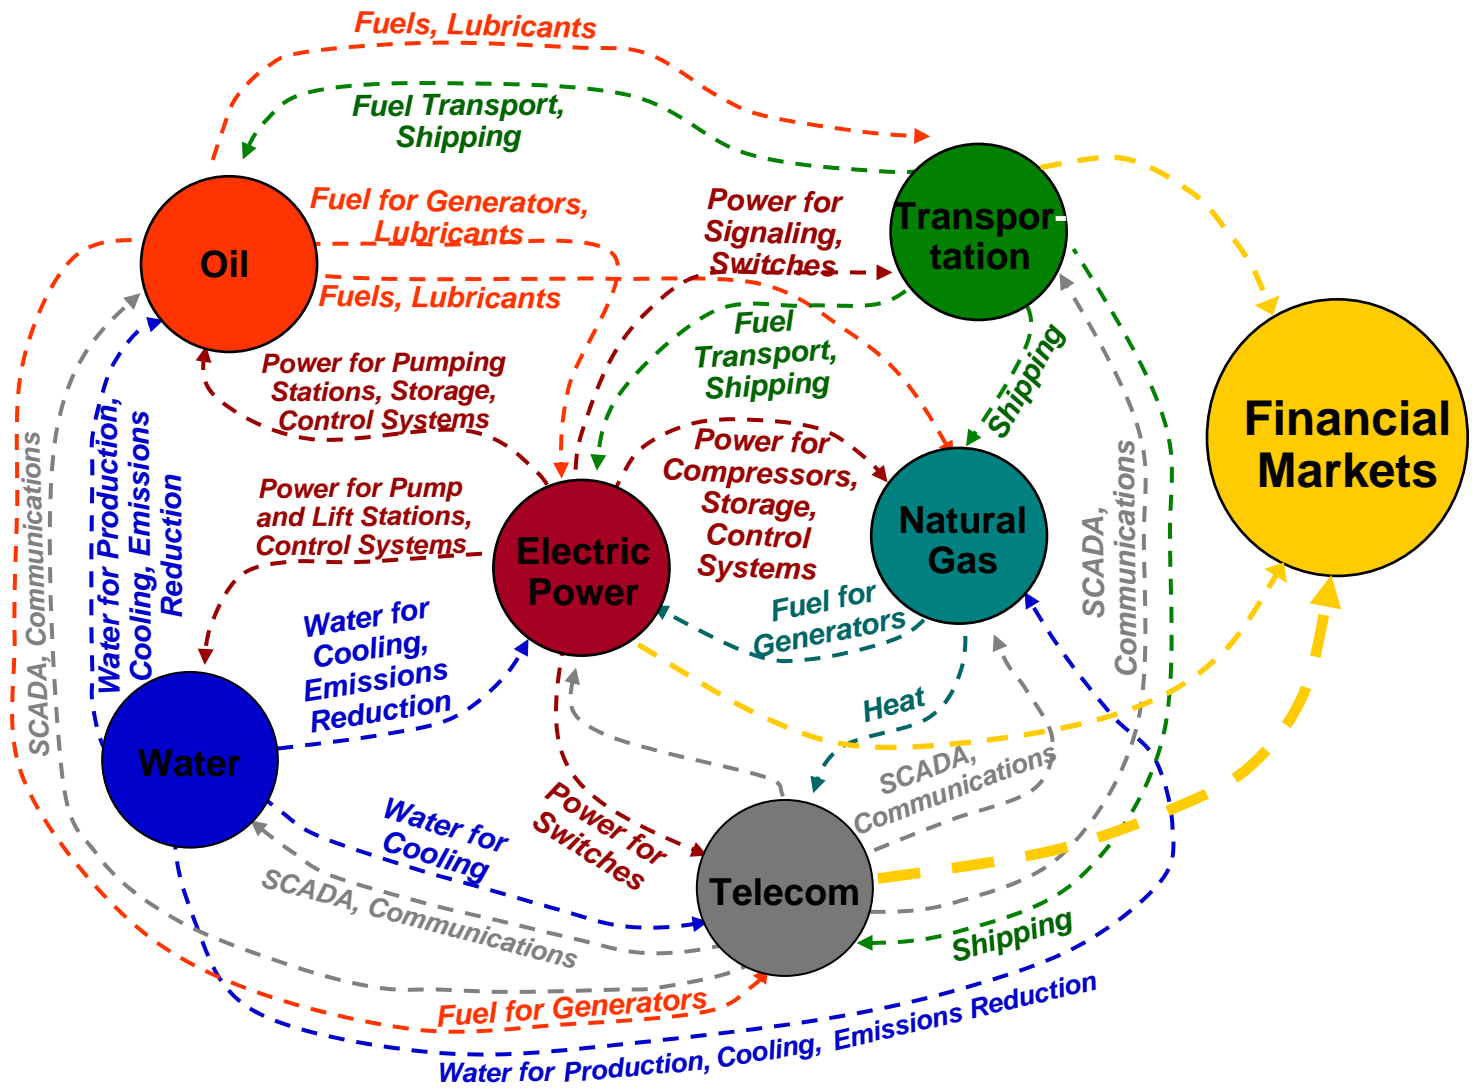 Fuels, Lubricants
Fuel Transport,
Shipping
Fuel for Generators,
Lubricants
Fuels, Lubricants
Power for
Signaling,
Switches
Transpor-
tation
Oil
Fuel
Transport,
Shipping
Shipping
Power for Pumping
Stations, Storage,
Control Systems
Financial
Markets
Power for
Compressors,
Storage,
Control
Systems
Power for Pump
and Lift Stations,
Control Systems
SCADA, Communications
Water for Production,
Cooling, Emissions
Reduction
SCADA,
Communications
Natural
Gas
Electric
Power
Water for
Cooling,
Emissions
Reduction
Fuel for
Generators
Heat
Water
SCADA,
Communications
Power for
Switches
Water for
Cooling
SCADA, Communications
Telecom
Shipping
Fuel for Generators
Water for Production, Cooling, Emissions Reduction